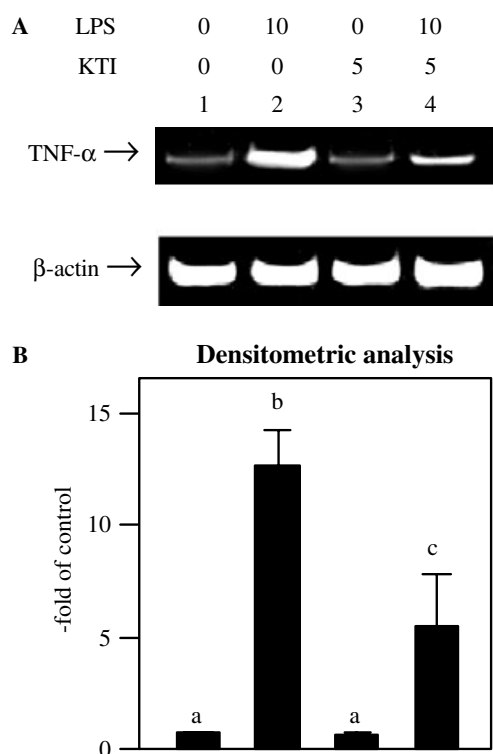 A LPS 0 10 0 10
KTI 0 0 5 5
1 2 3 4
TNF-α →
β-actin →
B Densitometric analysis
15
10
5
0
-fold of control
a
b
a
c